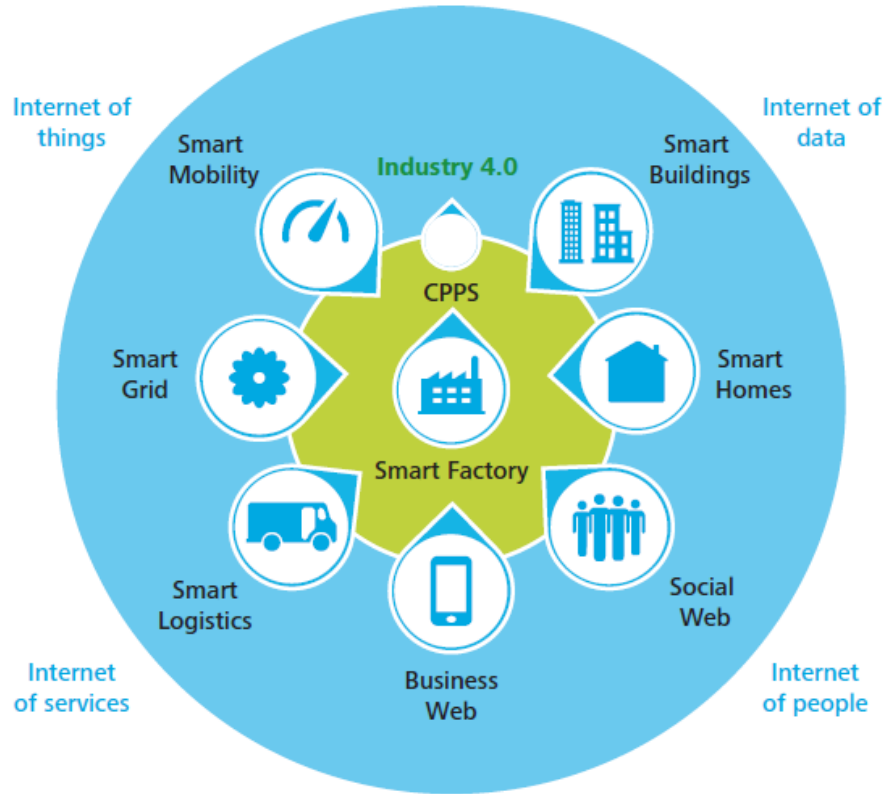 Internet of
things
Internet of
data
Smart
Mobility
Industry 4.0
Smart
Buildings
CPPS
Smart
Grid
Smart
Homes
Smart Factory
Smart
Logistics
Social
Web
Business
Web
Internet
of services
Internet
of people